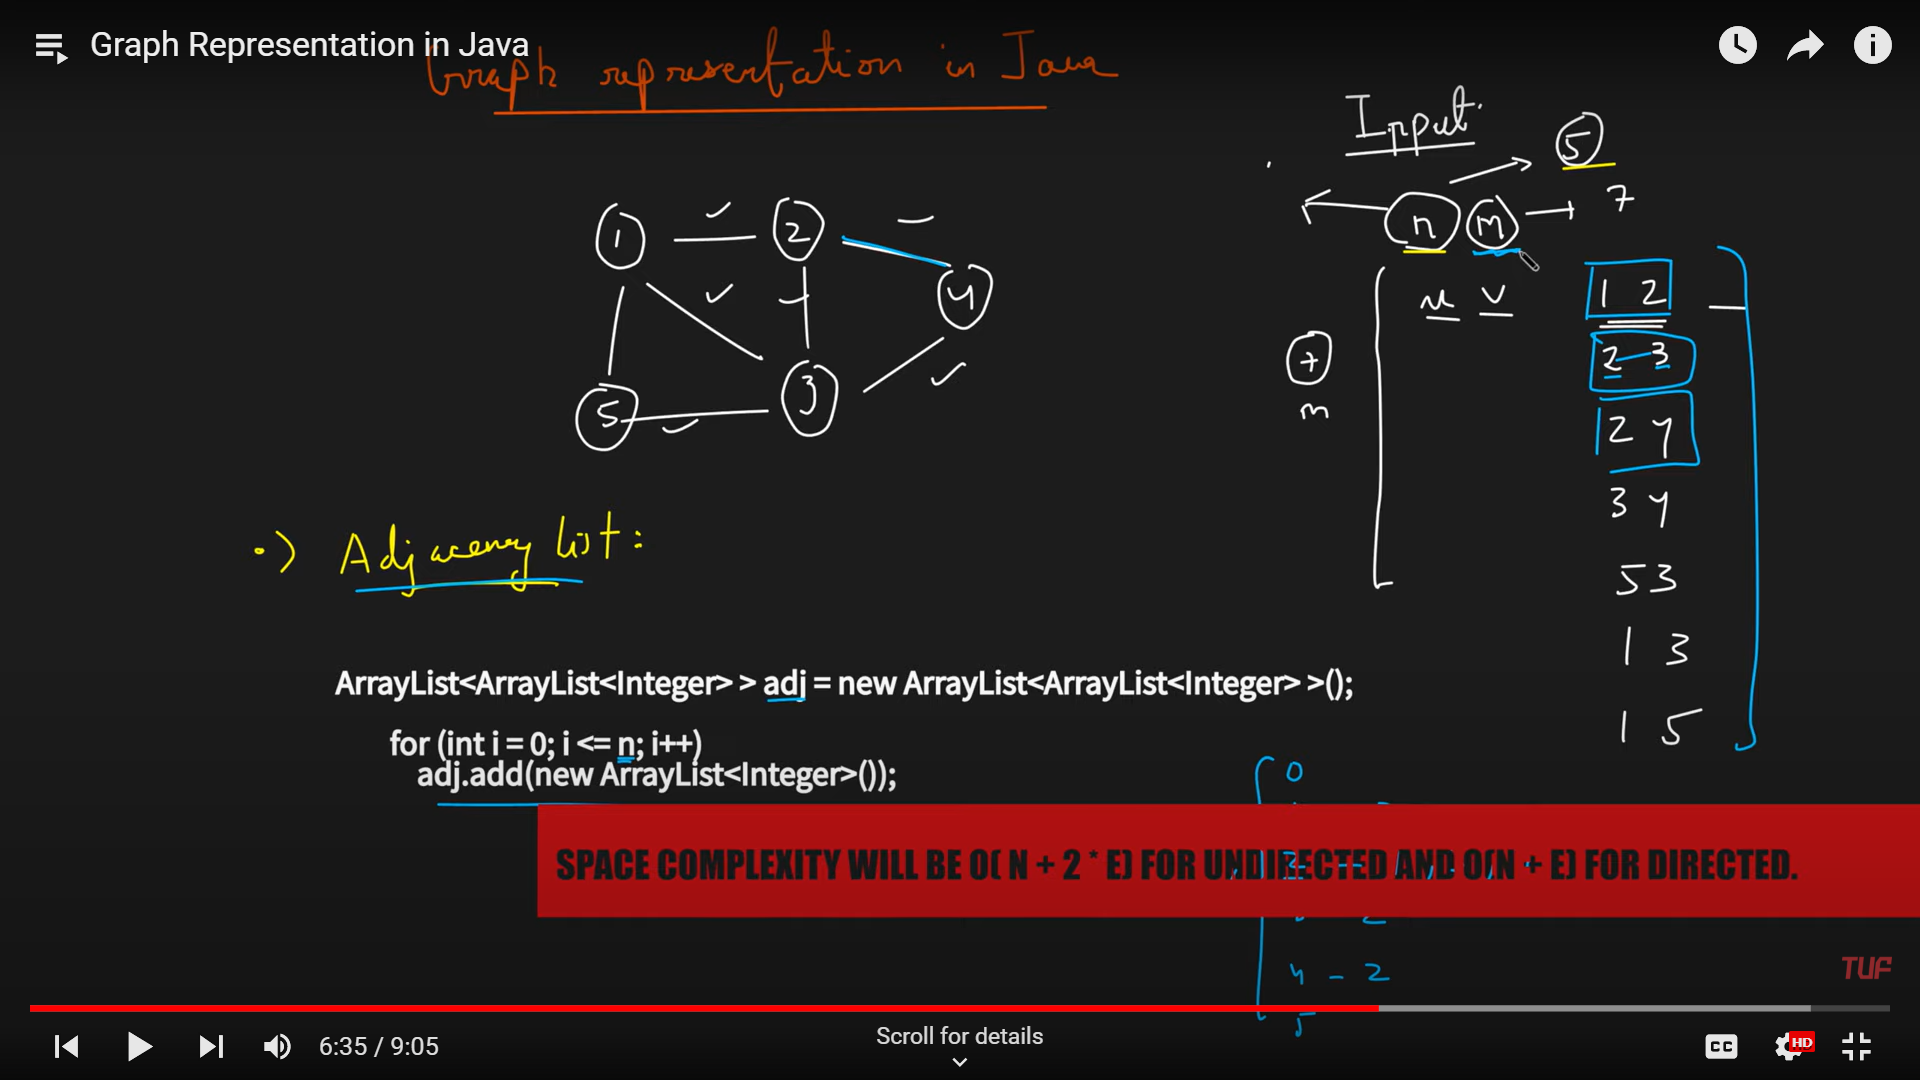 Graph Representation in Java
Graph representation in Java
Input
5
n m 7
1 2 4 3 5
u v
m
1 2
2 3
2 4
3 4
5 3
1 3
1 5
Adjacency list:
ArrayList<ArrayList<Integer> > adj = new ArrayList<ArrayList<Integer> >();
for (int i = 0; i <= n; i++)
adj.add(new ArrayList<Integer>());
0
SPACE COMPLEXITY WILL BE O( N + 2 * E) FOR UNDIRECTED AND O(N + E) FOR DIRECTED.
4 - 2
5
TUF
6:35 / 9:05
Scroll for details
CC
HD